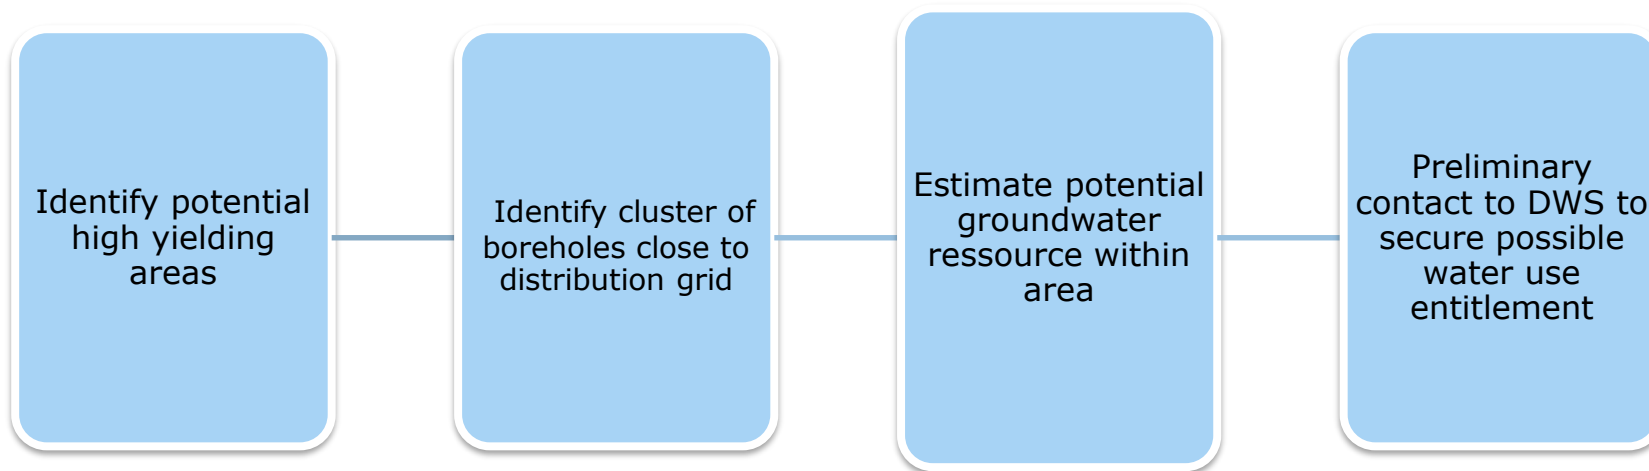 Identify potential
high yielding
areas
Identify cluster of
boreholes close to
distribution grid
Estimate potential
groundwater
ressource within
area
Preliminary
contact to DWS to
secure possible
water use
entitlement